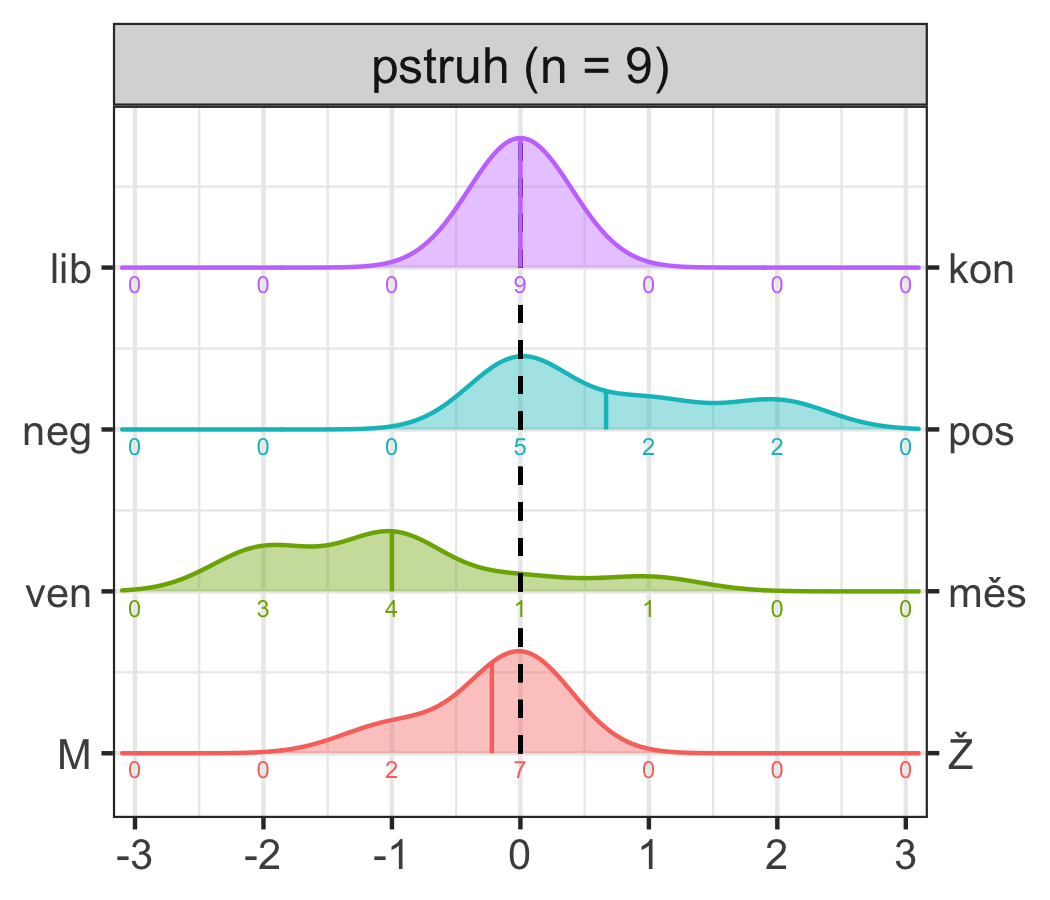 pstruh (n = 9)
lib kon
0 0 0 9 0 0 0
neg pos
0 0 0 5 2 2 0
ven měs
0 3 4 1 1 0 0
M Ž
0 0 2 7 0 0 0
-3 -2 -1 0 1 2 3